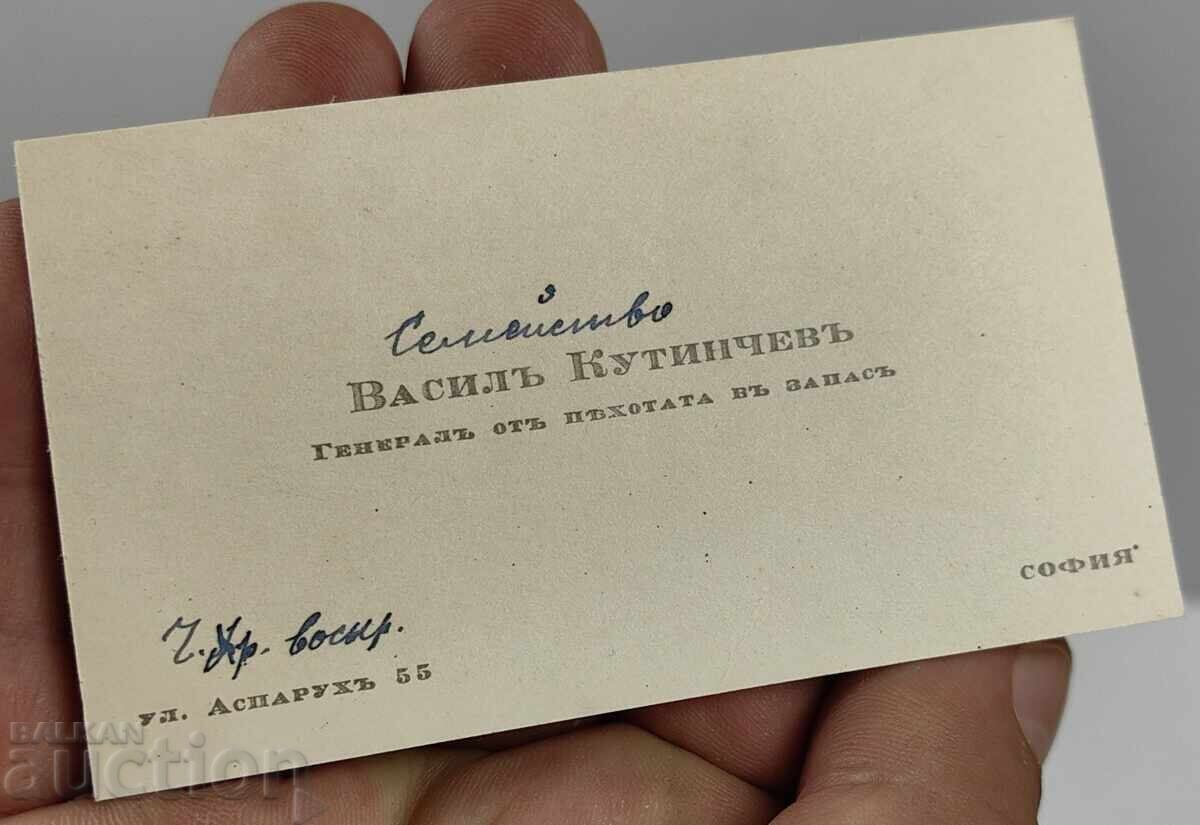 Семейство
Василъ Кутинчевъ
Генералъ отъ пѣхотата въ запасъ
София
Ч. Хр. воскр.
ул. Аспарухъ 55
BALKAN
auction